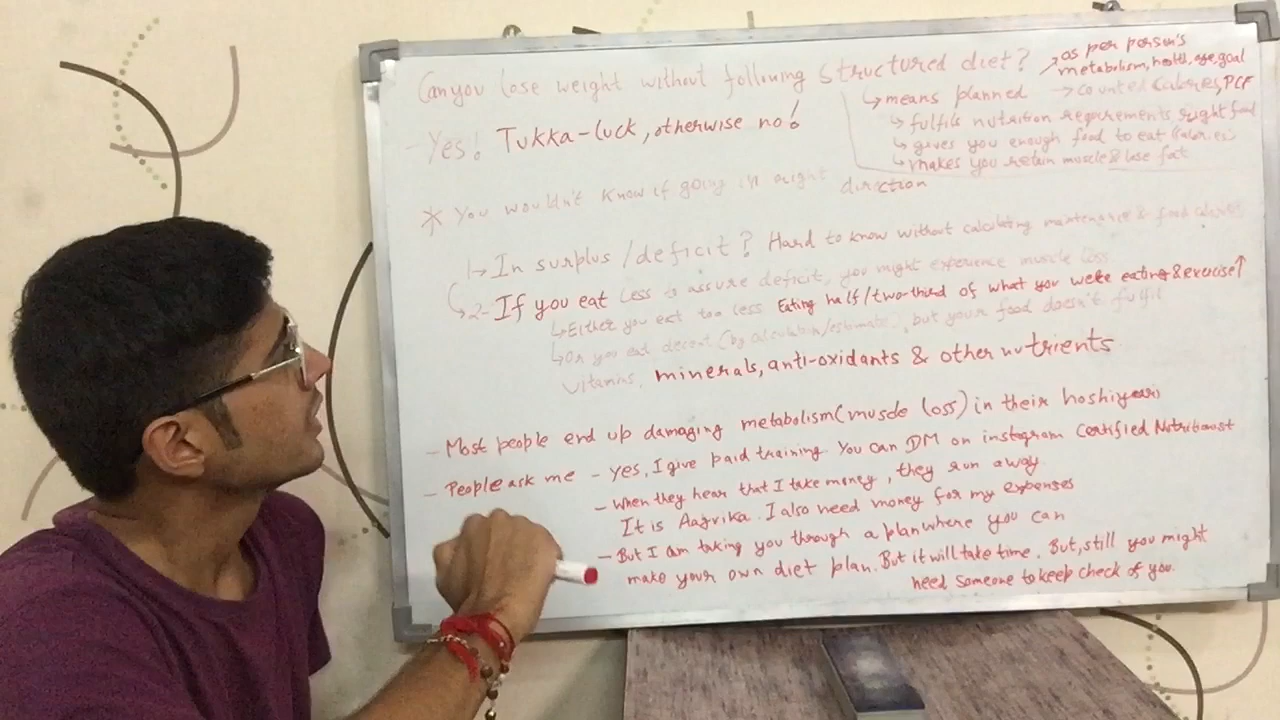 Can you lose weight without following structured diet?
↗as per person's
metabolism, health, age, goal
↳means planned → counted calories, PCF
↳fulfils nutrition requirements, right food
↳gives you enough food to eat (calories)
↳makes you retain muscle & lose fat
- Yes! Tukka-luck, otherwise no!
* You wouldn't know if going in right direction
1→ In surplus/deficit? Hard to know without calculating maintenance & food calories
2- If you eat less to assure deficit, you might experience muscle loss.
↳Either you eat too less Eating half/two-third of what you were eating & exercise↑
↳Or you eat decent (by calculation/estimate), but your food doesn't fulfil
vitamins, minerals, anti-oxidants & other nutrients.
- Most people end up damaging metabolism (muscle loss) in their hoshiyari
- People ask me - Yes, I give paid training. You can DM on instagram Certified Nutritionist
- When they hear that I take money, they run away
It is Aajivika. I also need money for my expenses
- But I am taking you through a plan where you can
make your own diet plan. But it will take time. But, still you might
need someone to keep check of you.